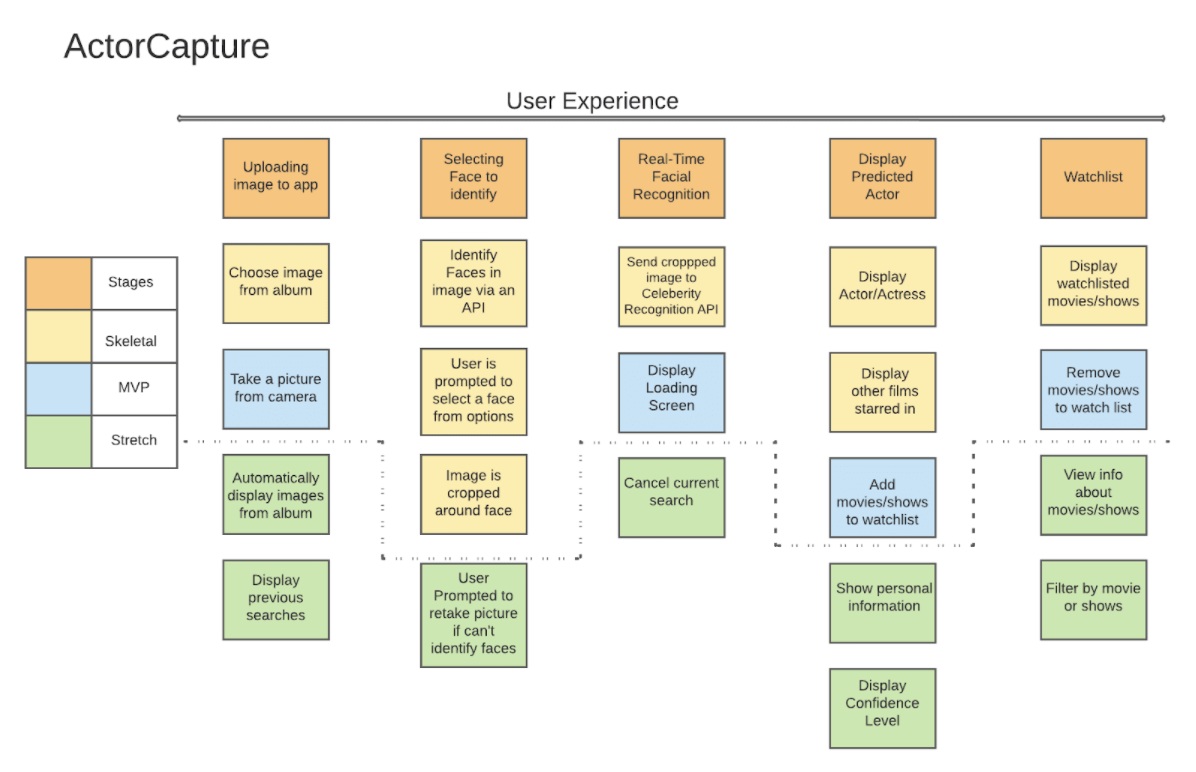 ActorCapture
User Experience
Uploading
image to app
Selecting
Face to
identify
Real-Time
Facial
Recognition
Display
Predicted
Actor
Watchlist
Stages
Skeletal
MVP
Stretch
Choose image
from album
Identify
Faces in
image via an
API
Send croppped
image to
Celeberity
Recognition API
Display
Actor/Actress
Display
watchlisted
movies/shows
Take a picture
from camera
User is
prompted to
select a face
from options
Display
Loading
Screen
Display
other films
starred in
Remove
movies/shows
to watch list
Automatically
display images
from album
Image is
cropped
around face
Cancel current
search
Add
movies/shows
to watchlist
View info
about
movies/shows
Display
previous
searches
User
Prompted to
retake picture
if can't
identify faces
Show personal
information
Filter by movie
or shows
Display
Confidence
Level